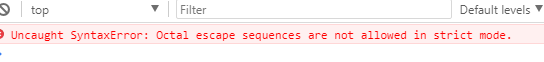 top Filter Default levels
Uncaught SyntaxError: Octal escape sequences are not allowed in strict mode.